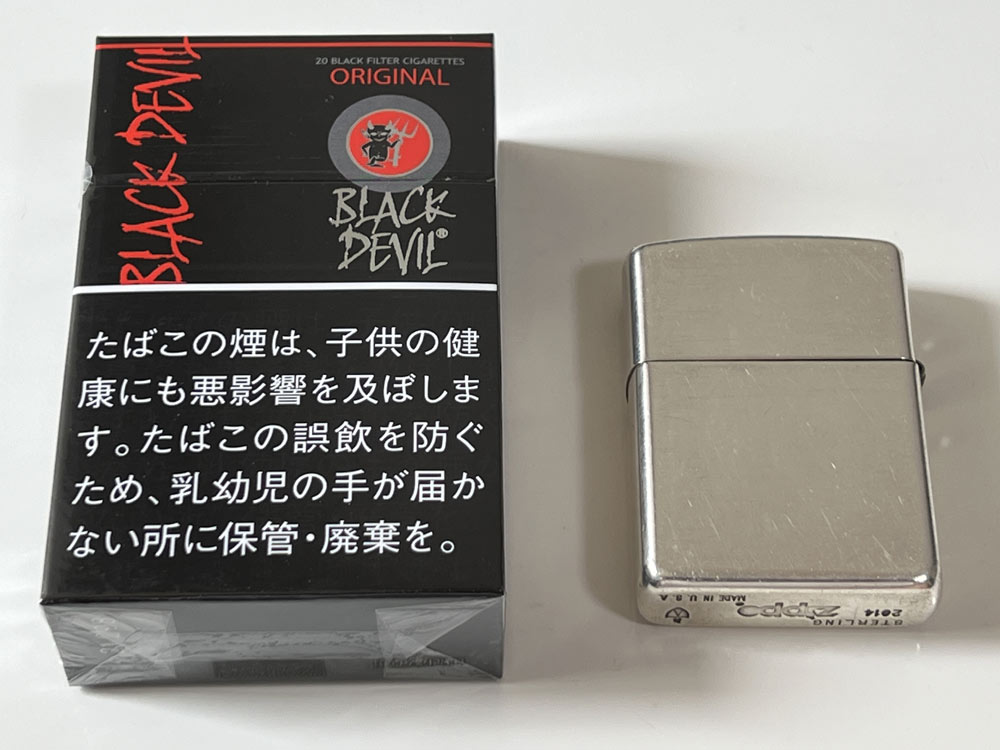 20 BLACK FILTER CIGARETTES
ORIGINAL
BLACK DEVIL
BLACK
DEVIL®
たばこの煙は、子供の健
康にも悪影響を及ぼしま
す。たばこの誤飲を防ぐ
ため、乳幼児の手が届か
ない所に保管・廃棄を。
MADE IN U.S.A.
zippo
STERLING
2014